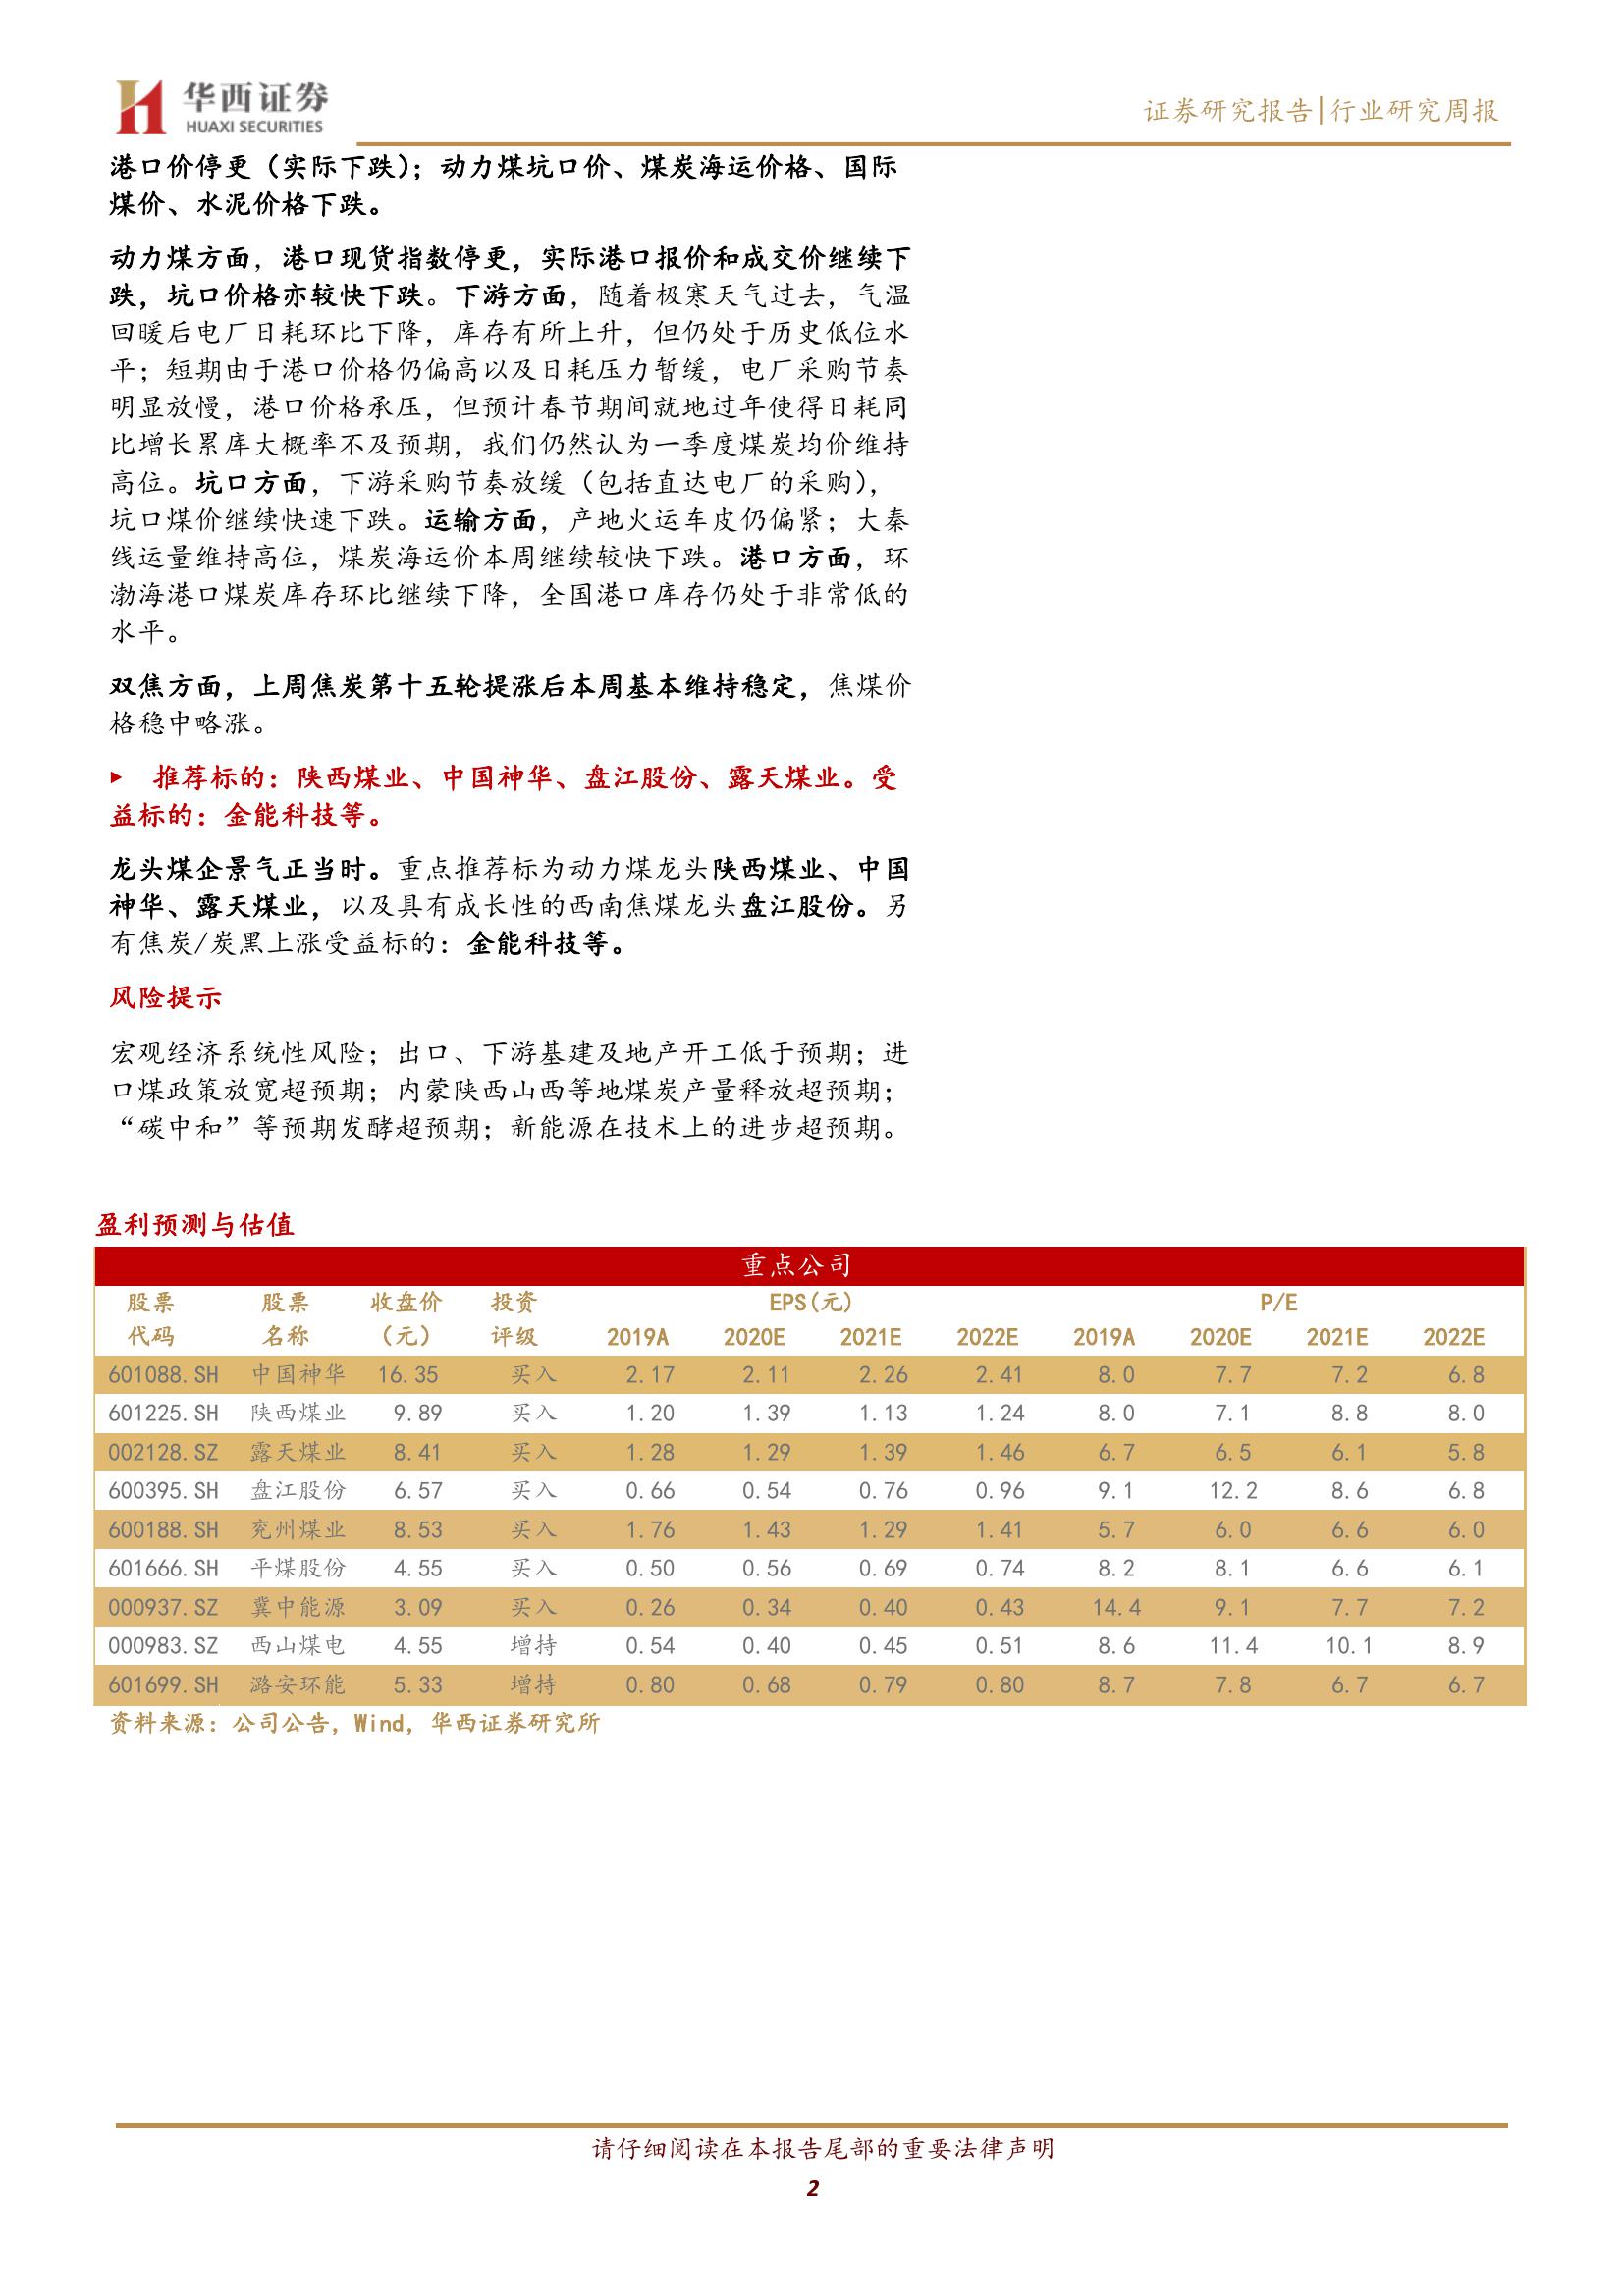 华西证券
HUAXI SECURITIES
证券研究报告|行业研究周报
港口价停更（实际下跌）；动力煤坑口价、煤炭海运价格、国际
煤价、水泥价格下跌。
动力煤方面，港口现货指数停更，实际港口报价和成交价继续下
跌，坑口价格亦较快下跌。下游方面，随着极寒天气过去，气温
回暖后电厂日耗环比下降，库存有所上升，但仍处于历史低位水
平；短期由于港口价格仍偏高以及日耗压力暂缓，电厂采购节奏
明显放慢，港口价格承压，但预计春节期间就地过年使得日耗同
比增长累库大概率不及预期，我们仍然认为一季度煤炭均价维持
高位。坑口方面，下游采购节奏放缓（包括直达电厂的采购），
坑口煤价继续快速下跌。运输方面，产地火运车皮仍偏紧；大秦
线运量维持高位，煤炭海运价本周继续较快下跌。港口方面，环
渤海港口煤炭库存环比继续下降，全国港口库存仍处于非常低的
水平。
双焦方面，上周焦炭第十五轮提涨后本周基本维持稳定，焦煤价
格稳中略涨。
▶ 推荐标的：陕西煤业、中国神华、盘江股份、露天煤业。受
益标的：金能科技等。
龙头煤企景气正当时。重点推荐标为动力煤龙头陕西煤业、中国
神华、露天煤业，以及具有成长性的西南焦煤龙头盘江股份。另
有焦炭/炭黑上涨受益标的：金能科技等。
风险提示
宏观经济系统性风险；出口、下游基建及地产开工低于预期；进
口煤政策放宽超预期；内蒙陕西山西等地煤炭产量释放超预期；
“碳中和”等预期发酵超预期；新能源在技术上的进步超预期。
盈利预测与估值
重点公司
股票 股票 收盘价 投资 EPS(元) P/E
代码 名称 （元） 评级 2019A 2020E 2021E 2022E 2019A 2020E 2021E 2022E
601088.SH 中国神华 16.35 买入 2.17 2.11 2.26 2.41 8.0 7.7 7.2 6.8
601225.SH 陕西煤业 9.89 买入 1.20 1.39 1.13 1.24 8.0 7.1 8.8 8.0
002128.SZ 露天煤业 8.41 买入 1.28 1.29 1.39 1.46 6.7 6.5 6.1 5.8
600395.SH 盘江股份 6.57 买入 0.66 0.54 0.76 0.96 9.1 12.2 8.6 6.8
600188.SH 兖州煤业 8.53 买入 1.76 1.43 1.29 1.41 5.7 6.0 6.6 6.0
601666.SH 平煤股份 4.55 买入 0.50 0.56 0.69 0.74 8.2 8.1 6.6 6.1
000937.SZ 冀中能源 3.09 买入 0.26 0.34 0.40 0.43 14.4 9.1 7.7 7.2
000983.SZ 西山煤电 4.55 增持 0.54 0.40 0.45 0.51 8.6 11.4 10.1 8.9
601699.SH 潞安环能 5.33 增持 0.80 0.68 0.79 0.80 8.7 7.8 6.7 6.7
资料来源：公司公告，Wind，华西证券研究所
请仔细阅读在本报告尾部的重要法律声明
2